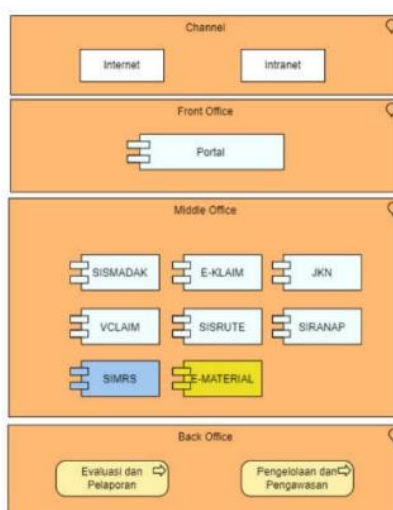 Channel
Internet Intranet
Front Office
Portal
Middle Office
SISMADAK E-KLAIM JKN
VCLAIM SISRUTE SIRANAP
SIMRS E-MATERIAL
Back Office
Evaluasi dan
Pelaporan
Pengelolaan dan
Pengawasan